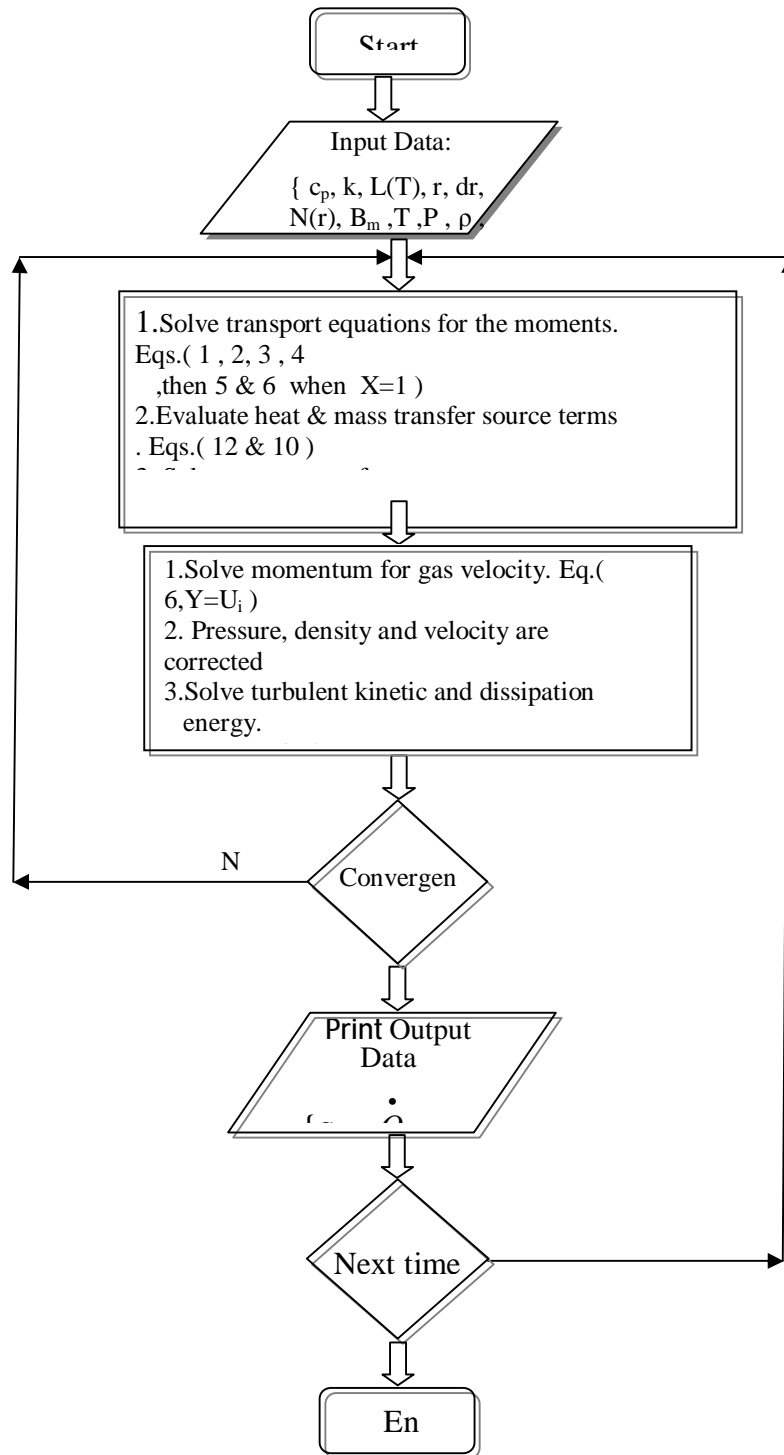 Start
Input Data:
{ cₚ, k, L(T), r, dr,
N(r), Bₘ ,T ,P , ρ ,
1.Solve transport equations for the moments.
Eqs.( 1 , 2, 3 , 4
,then 5 & 6 when X=1 )
2.Evaluate heat & mass transfer source terms
. Eqs.( 12 & 10 )
1.Solve momentum for gas velocity. Eq.(
6,Y=Uᵢ )
2. Pressure, density and velocity are
corrected
3.Solve turbulent kinetic and dissipation
energy.
N
Convergen
Print Output
Data
Next time
En